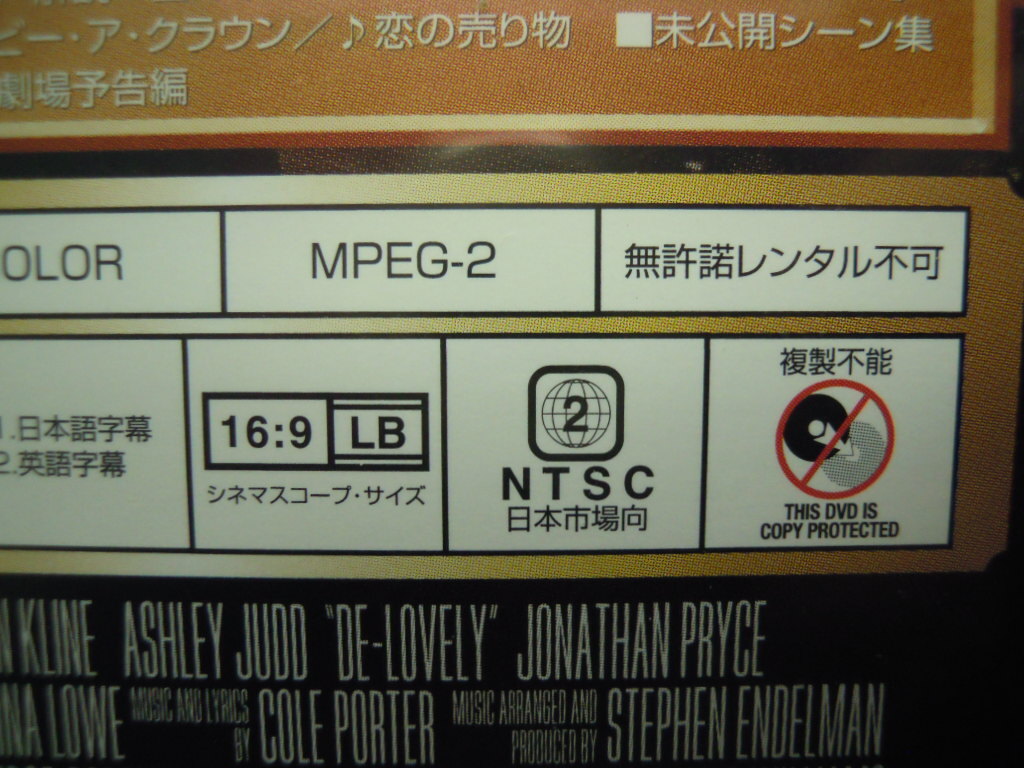 ビー・ア・クラウン／♪恋の売り物 ■未公開シーン集
劇場予告編
OLOR
MPEG-2
無許諾レンタル不可
1.日本語字幕
2.英語字幕
16:9 LB
シネマスコープ・サイズ
2
NTSC
日本市場向
複製不能
THIS DVD IS
COPY PROTECTED
N KLINE ASHLEY JUDD "DE-LOVELY" JONATHAN PRYCE
NA LOWE MUSIC AND LYRICS BY COLE PORTER MUSIC ARRANGED AND PRODUCED BY STEPHEN ENDELMAN